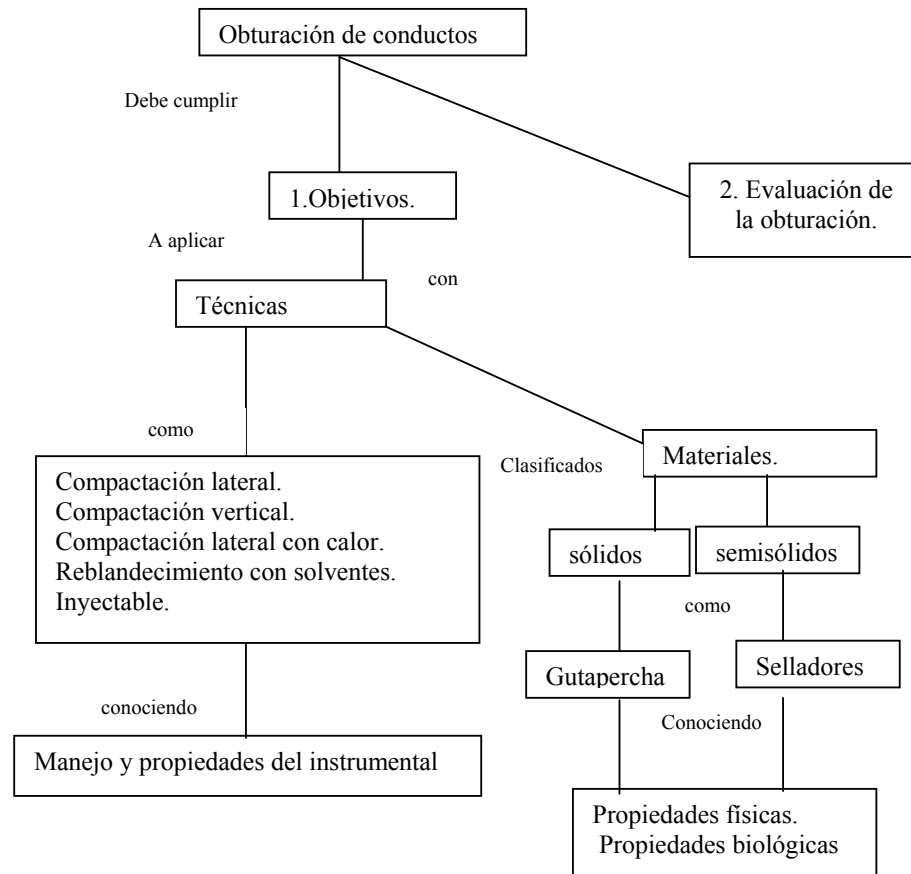 Obturación de conductos
Debe cumplir
1.Objetivos.
2. Evaluación de
la obturación.
A aplicar
con
Técnicas
como
Clasificados
Materiales.
Compactación lateral.
Compactación vertical.
Compactación lateral con calor.
Reblandecimiento con solventes.
Inyectable.
sólidos
semisólidos
como
Gutapercha
Selladores
conociendo
Conociendo
Manejo y propiedades del instrumental
Propiedades físicas.
Propiedades biológicas